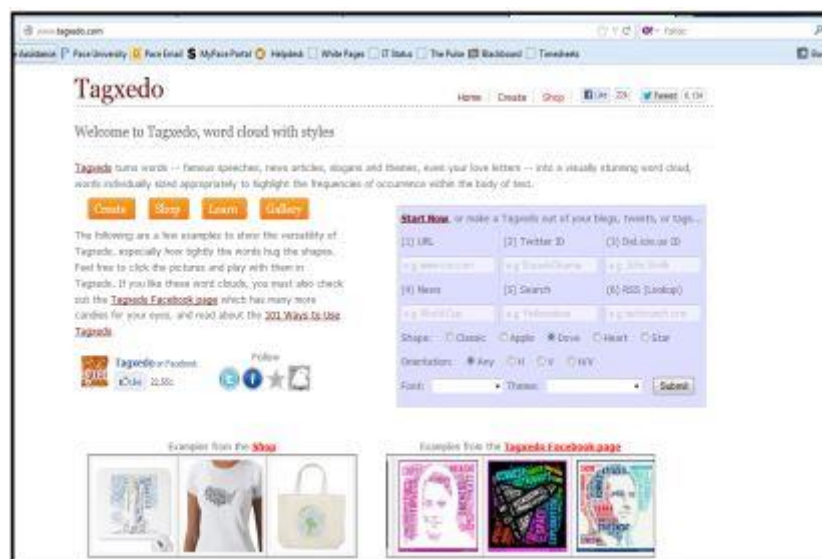 www.tagxedo.com
Assistance Pace University Pace Email MyPace Portal Helpdesk White Pages IT Status The Pulse Blackboard Timesheets
Tagxedo
Home Create Shop Like 22k Tweet
Welcome to Tagxedo, word cloud with styles
Tagxedo turns words -- famous speeches, news articles, slogans and themes, even your love letters -- into a visually stunning word cloud,
words individually sized appropriately to highlight the frequencies of occurrence within the body of text.
Create Shop Learn Gallery
The following are a few examples to show the versatility of
Tagxedo, especially how tightly the words hug the shapes.
Feel free to click the pictures and play with them in
Tagxedo. If you like these word clouds, you must also check
out the Tagxedo Facebook page which has many more
candies for your eyes, and read about the 101 Ways to Use
Tagxedo
Tagxedo on Facebook
Like
Follow
Start Now, or make a Tagxedo out of your blogs, tweets, or tags...
(1) URL (2) Twitter ID (3) Del.icio.us ID
(4) News (5) Search (6) RSS (Lookup)
Shape: Classic Apple Dove Heart Star
Orientation: Any H V H/V
Font: Theme: Submit
Examples from the Shop
Examples from the Tagxedo Facebook page